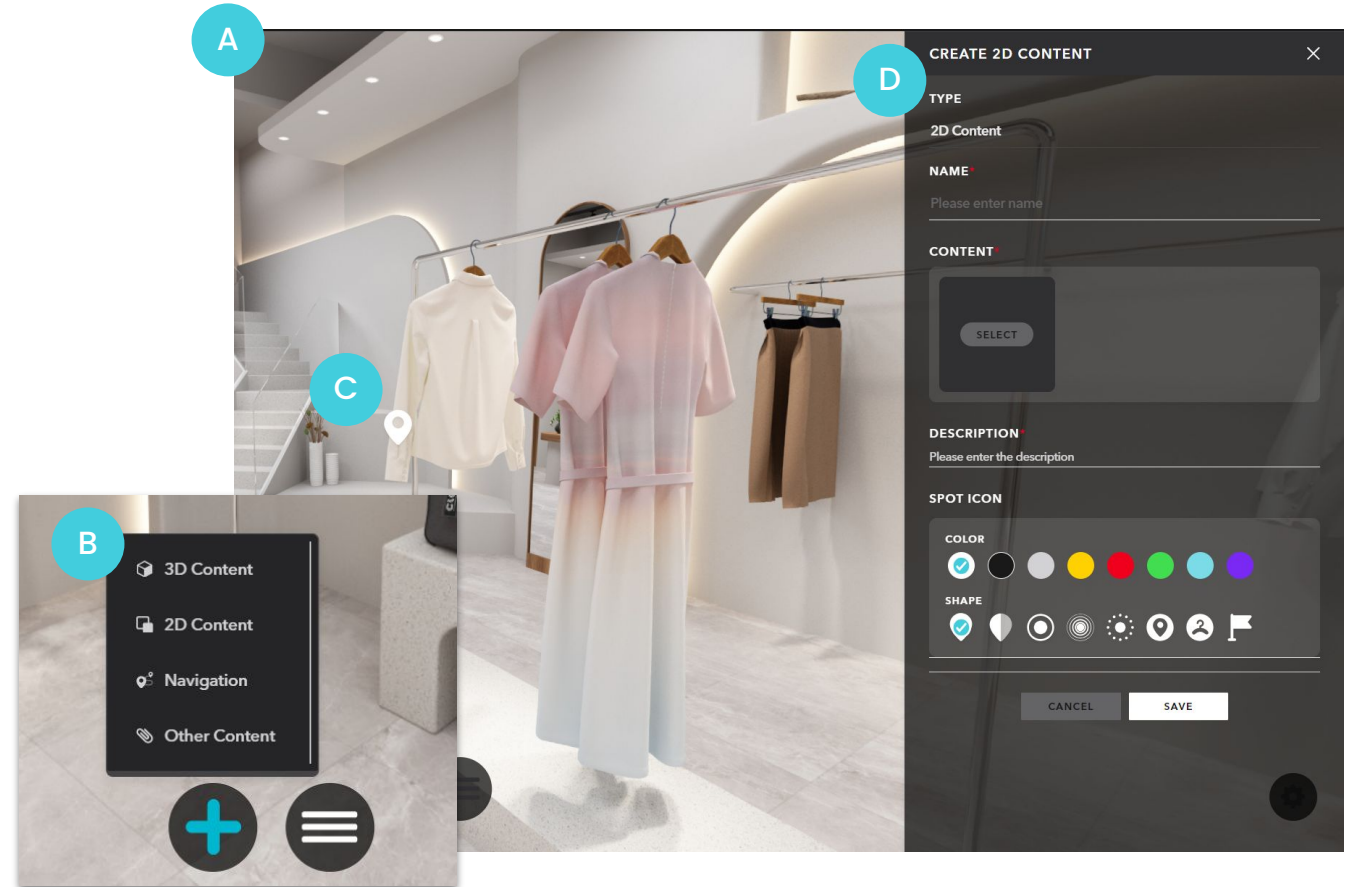 A
D
CREATE 2D CONTENT
TYPE
2D Content
NAME*
Please enter name
CONTENT*
SELECT
C
DESCRIPTION*
Please enter the description
SPOT ICON
COLOR
SHAPE
CANCEL SAVE
B
3D Content
2D Content
Navigation
Other Content